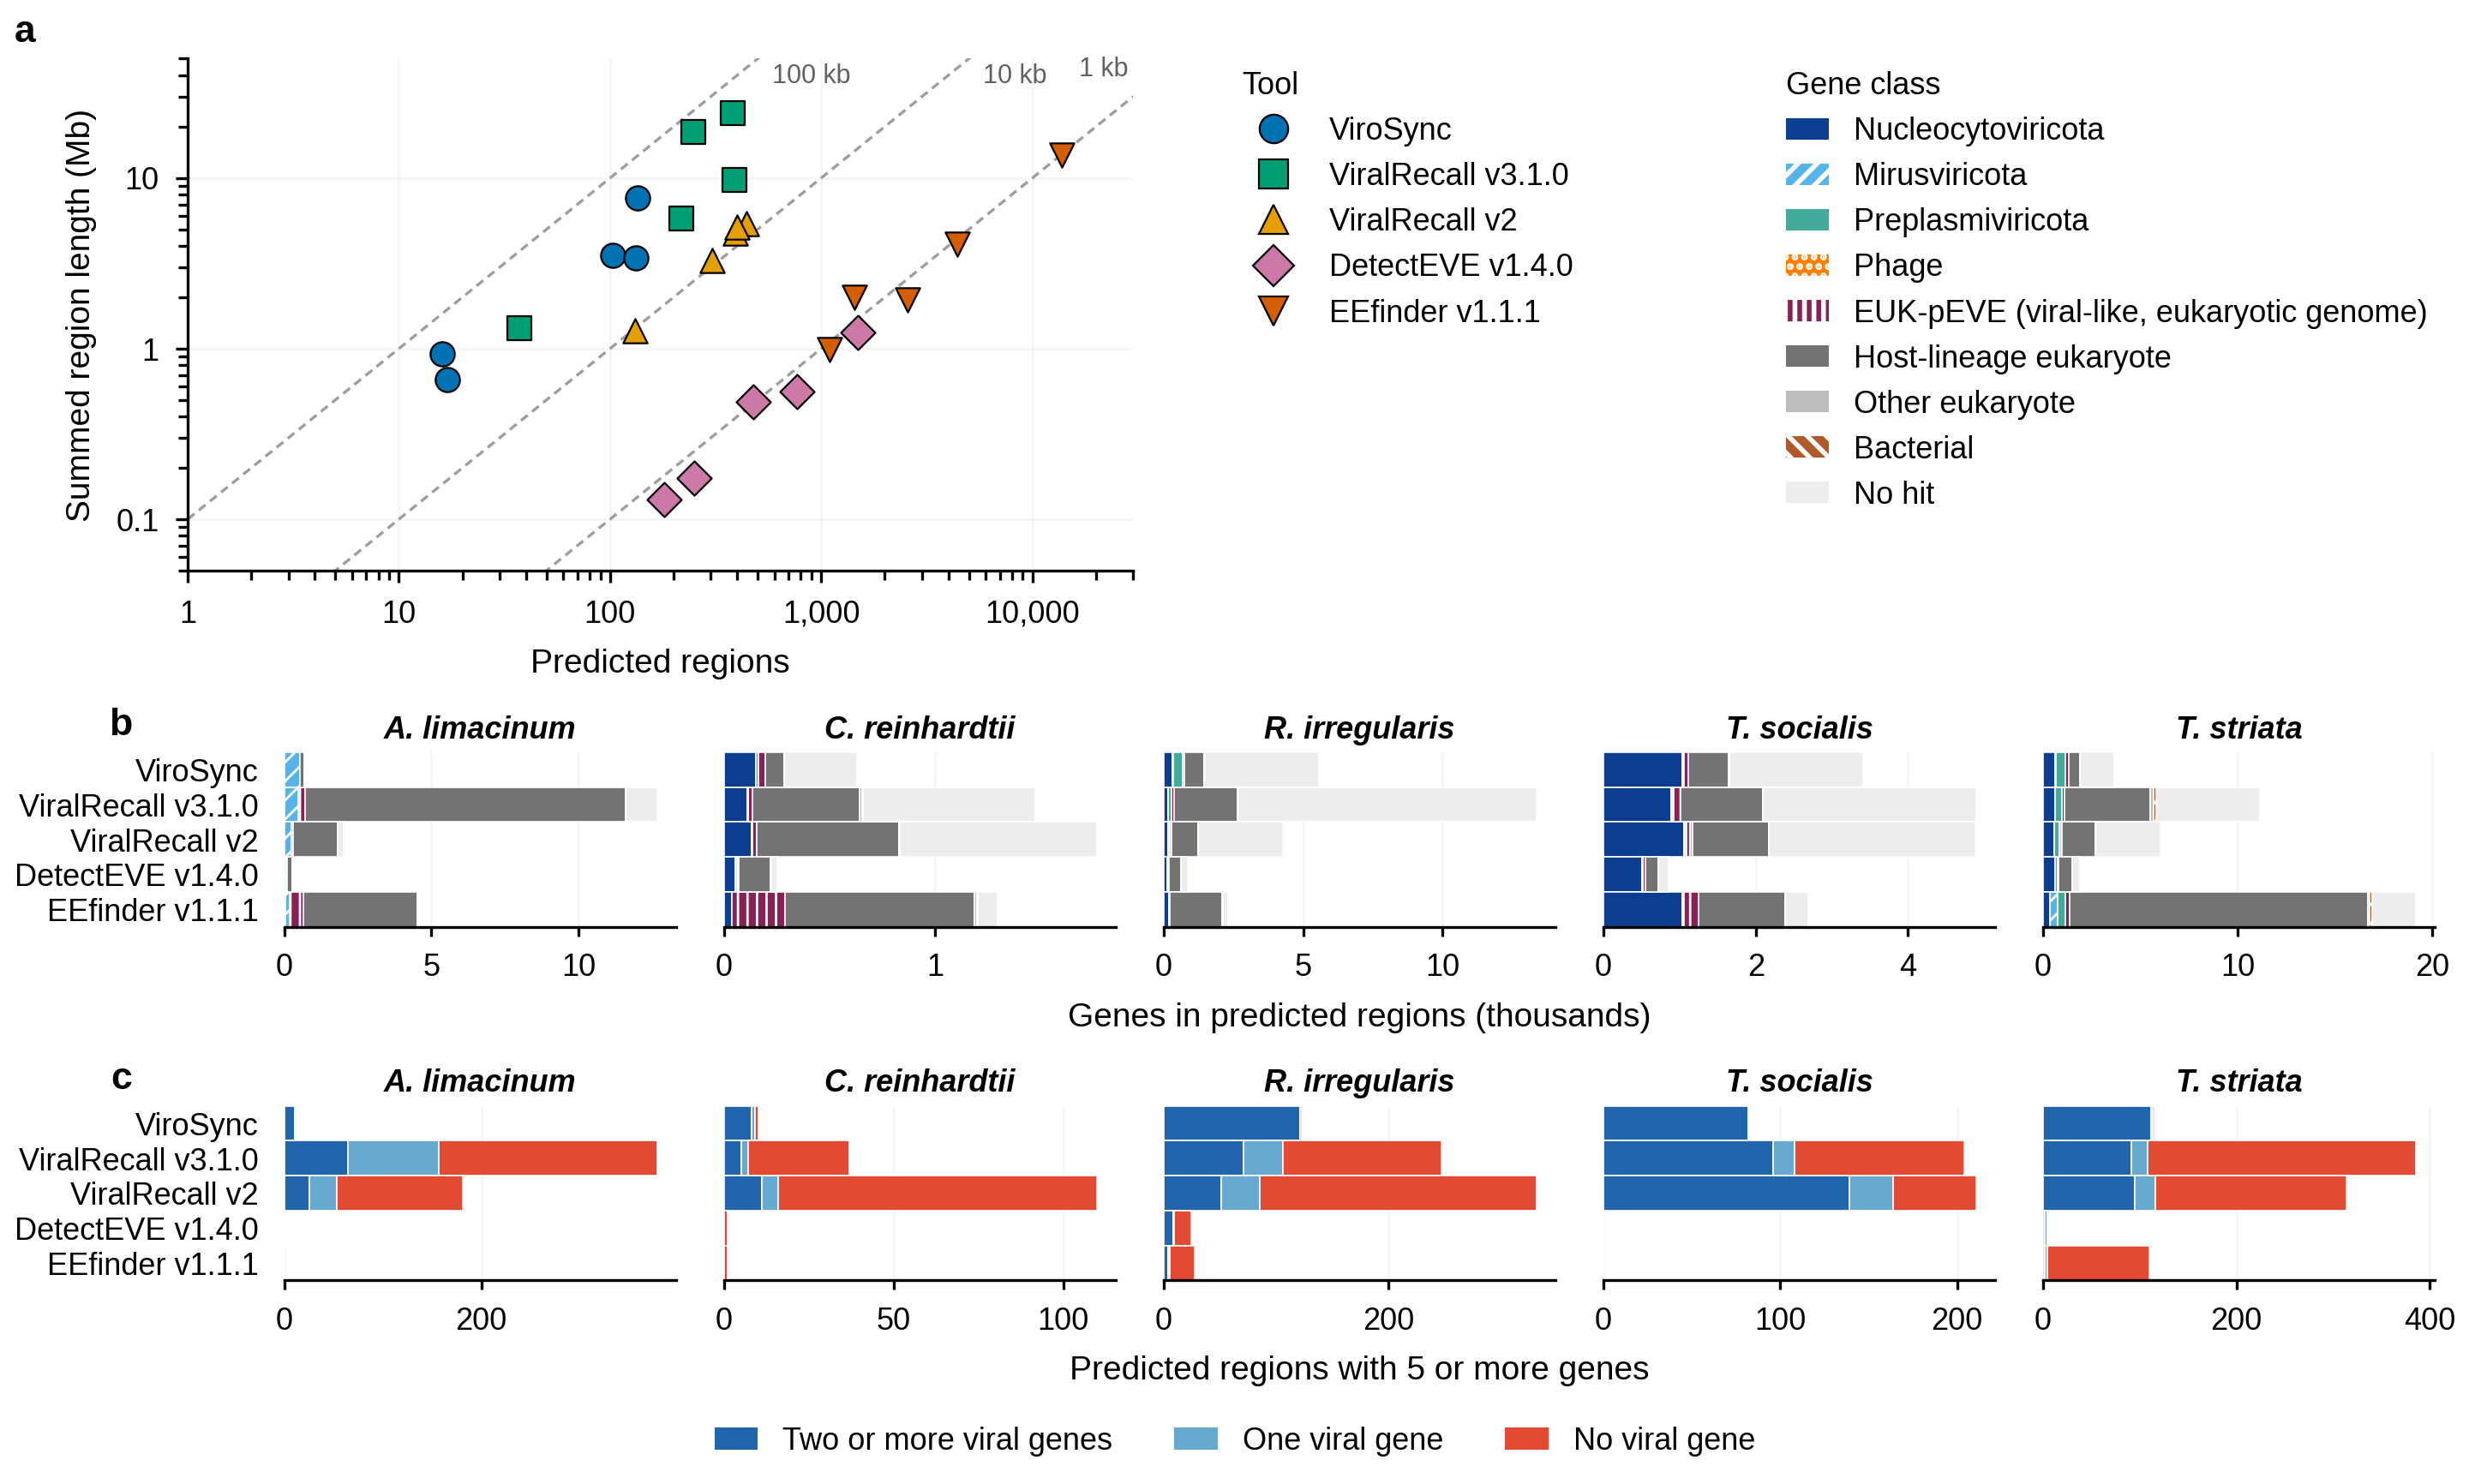 a
100 kb
10 kb
1 kb
Summed region length (Mb)
10
1
0.1
1
10
100
1,000
10,000
Predicted regions
Tool
ViroSync
ViralRecall v3.1.0
ViralRecall v2
DetectEVE v1.4.0
EEfinder v1.1.1
Gene class
Nucleocytoviricota
Mirusviricota
Preplasmiviricota
Phage
EUK-pEVE (viral-like, eukaryotic genome)
Host-lineage eukaryote
Other eukaryote
Bacterial
No hit
b
A. limacinum
C. reinhardtii
R. irregularis
T. socialis
T. striata
ViroSync
ViralRecall v3.1.0
ViralRecall v2
DetectEVE v1.4.0
EEfinder v1.1.1
0 5 10
0 1
0 5 10
0 2 4
0 10 20
Genes in predicted regions (thousands)
c
A. limacinum
C. reinhardtii
R. irregularis
T. socialis
T. striata
ViroSync
ViralRecall v3.1.0
ViralRecall v2
DetectEVE v1.4.0
EEfinder v1.1.1
0 200
0 50 100
0 200
0 100 200
0 200 400
Predicted regions with 5 or more genes
Two or more viral genes
One viral gene
No viral gene